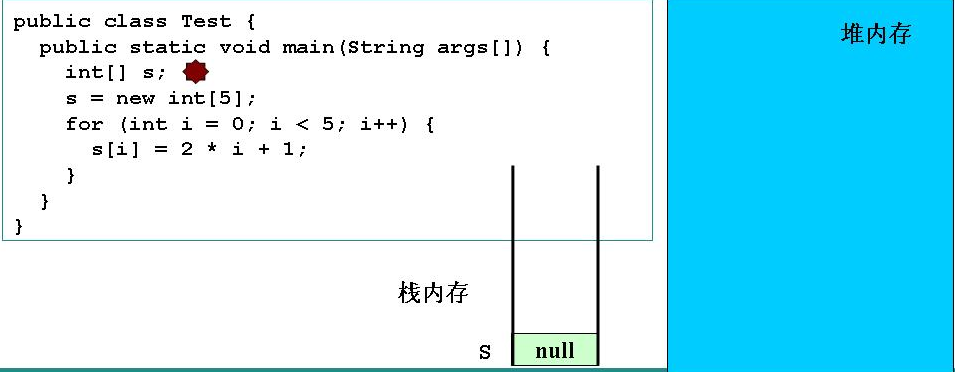 public class Test {
public static void main(String args[]) {
int[] s;
s = new int[5];
for (int i = 0; i < 5; i++) {
s[i] = 2 * i + 1;
}
}
}
堆内存
栈内存
s
null